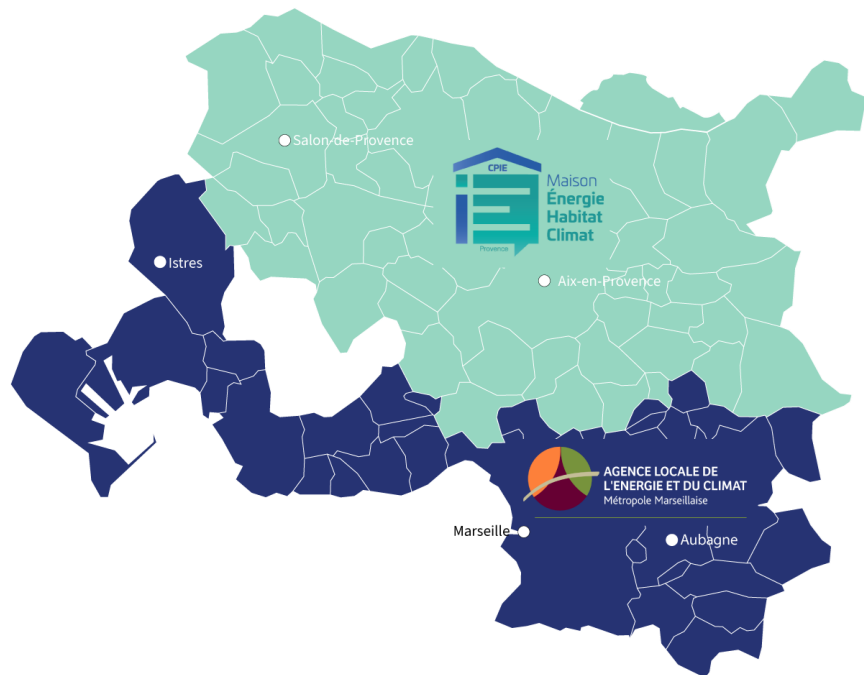 Salon-de-Provence
CPIE
Maison
Énergie
Habitat
Climat
Provence
Istres
Aix-en-Provence
AGENCE LOCALE DE
L'ENERGIE ET DU CLIMAT
Métropole Marseillaise
Marseille
Aubagne